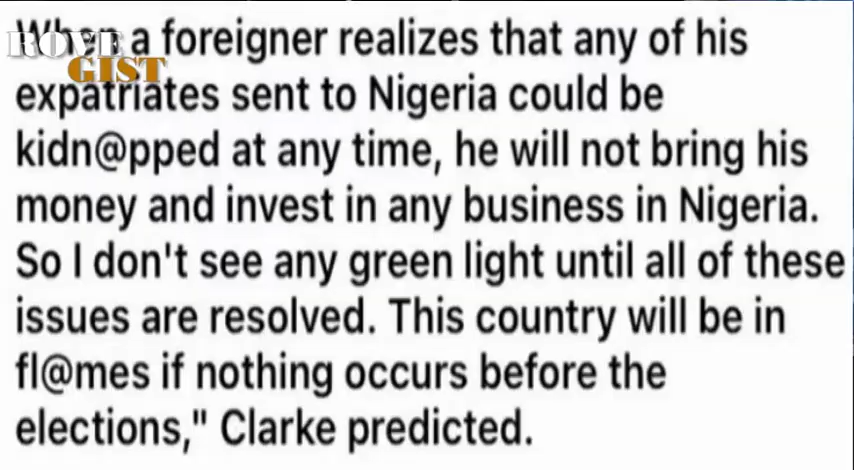 ROVE
GIST
When a foreigner realizes that any of his
expatriates sent to Nigeria could be
kidn@pped at any time, he will not bring his
money and invest in any business in Nigeria.
So I don't see any green light until all of these
issues are resolved. This country will be in
fl@mes if nothing occurs before the
elections," Clarke predicted.